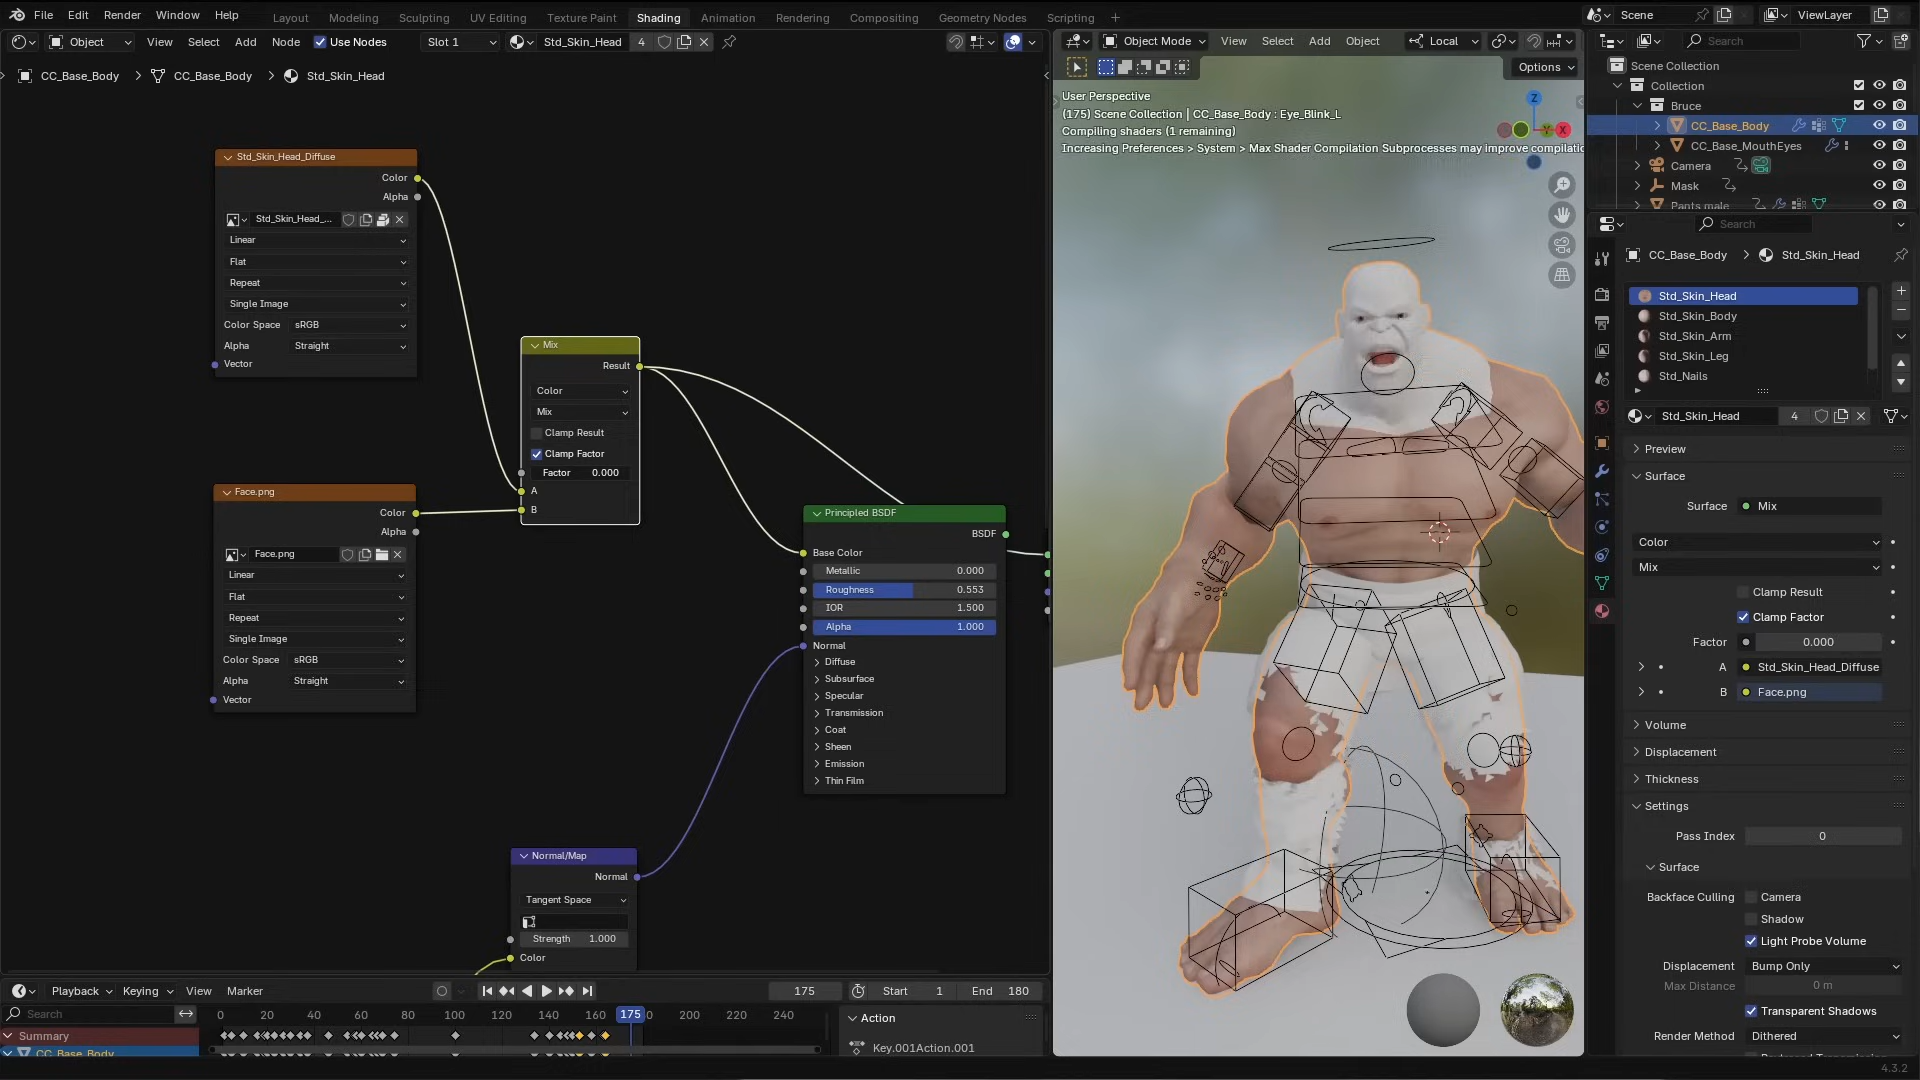 File Edit Render Window Help Layout Modeling Sculpting UV Editing Texture Paint Shading Animation Rendering Compositing Geometry Nodes Scripting + Scene ViewLayer
Object View Select Add Node Use Nodes Slot 1 Std_Skin_Head 4
Object Mode View Select Add Object Local
Search
CC_Base_Body > CC_Base_Body > Std_Skin_Head
Options
User Perspective
(175) Scene Collection | CC_Base_Body : Eye_Blink_L
Compiling shaders (1 remaining)
Increasing Preferences > System > Max Shader Compilation Subprocesses may improve compilatic
Z
Y
X
Scene Collection
Collection
Bruce
CC_Base_Body
CC_Base_MouthEyes
Camera
Mask
Pants male
Std_Skin_Head_Diffuse
Color
Alpha
Std_Skin_Head_...
Linear
Flat
Repeat
Single Image
Color Space sRGB
Alpha Straight
Vector
Mix
Result
Color
Mix
Clamp Result
Clamp Factor
Factor 0.000
A
B
Face.png
Color
Alpha
Face.png
Linear
Flat
Repeat
Single Image
Color Space sRGB
Alpha Straight
Vector
Principled BSDF
BSDF
Base Color
Metallic 0.000
Roughness 0.553
IOR 1.500
Alpha 1.000
Normal
Diffuse
Subsurface
Specular
Transmission
Coat
Sheen
Emission
Thin Film
Normal/Map
Normal
Tangent Space
Strength 1.000
Color
Search
CC_Base_Body > Std_Skin_Head
Std_Skin_Head
Std_Skin_Body
Std_Skin_Arm
Std_Skin_Leg
Std_Nails
Std_Skin_Head 4
Preview
Surface
Surface Mix
Color
Mix
Clamp Result
Clamp Factor
Factor 0.000
A Std_Skin_Head_Diffuse
B Face.png
Volume
Displacement
Thickness
Settings
Pass Index 0
Surface
Backface Culling Camera
Shadow
Light Probe Volume
Displacement Bump Only
Max Distance 0 m
Transparent Shadows
Render Method Dithered
Playback Keying View Marker 175 Start 1 End 180
Search 0 20 40 60 80 100 120 140 160 175 200 220 240
Summary
CC_Base_Body
Action
Key.001Action.001
4.3.2